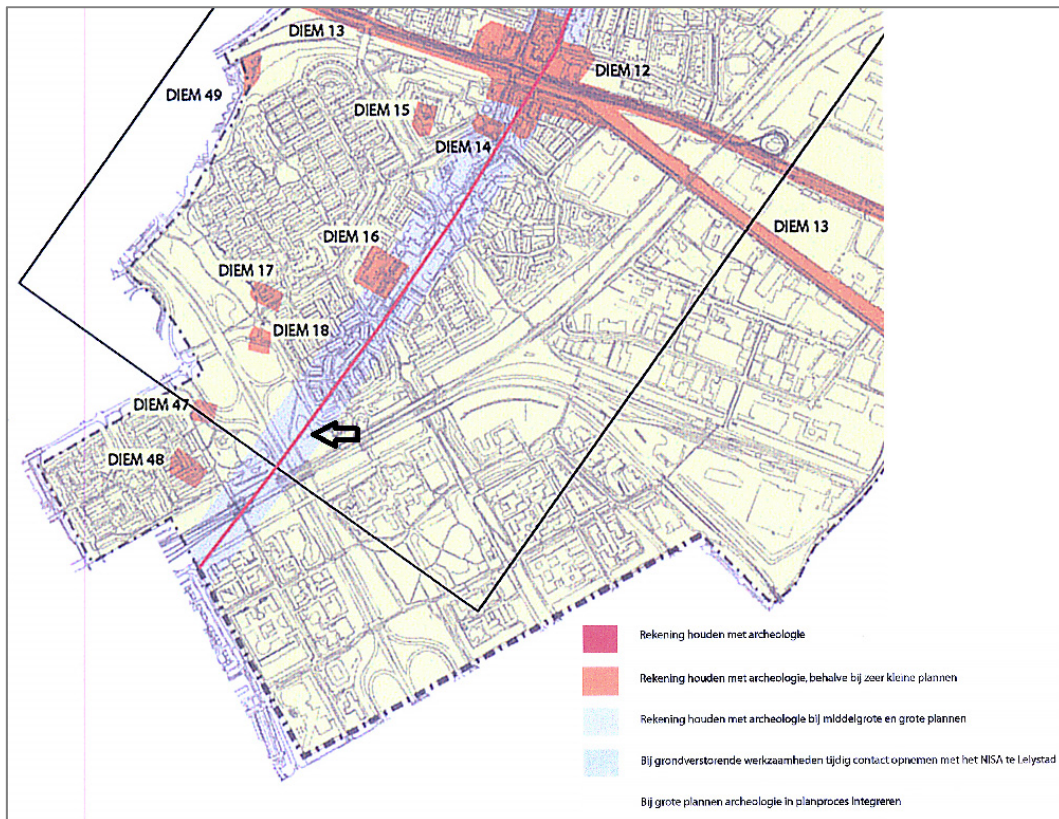 DIEM 13
DIEM 12
DIEM 49
DIEM 15
DIEM 14
DIEM 13
DIEM 16
DIEM 17
DIEM 18
DIEM 47
DIEM 48
Rekening houden met archeologie
Rekening houden met archeologie, behalve bij zeer kleine plannen
Rekening houden met archeologie bij middelgrote en grote plannen
Bij grondverstorende werkzaamheden tijdig contact opnemen met het NISA te Lelystad
Bij grote plannen archeologie in planproces integreren